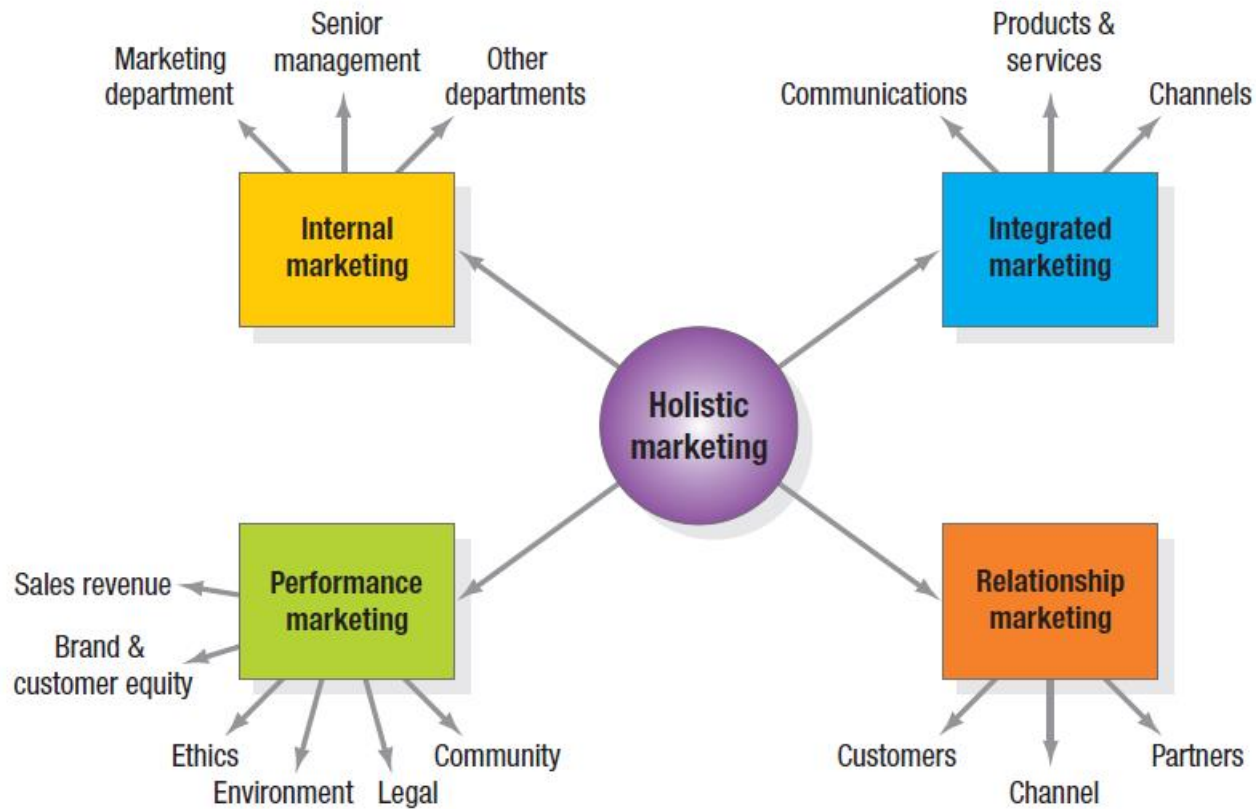 Senior
management
Marketing
department
Other
departments
Products &
services
Communications
Channels
Internal
marketing
Integrated
marketing
Holistic
marketing
Performance
marketing
Relationship
marketing
Sales revenue
Brand &
customer equity
Ethics
Environment
Legal
Community
Customers
Channel
Partners